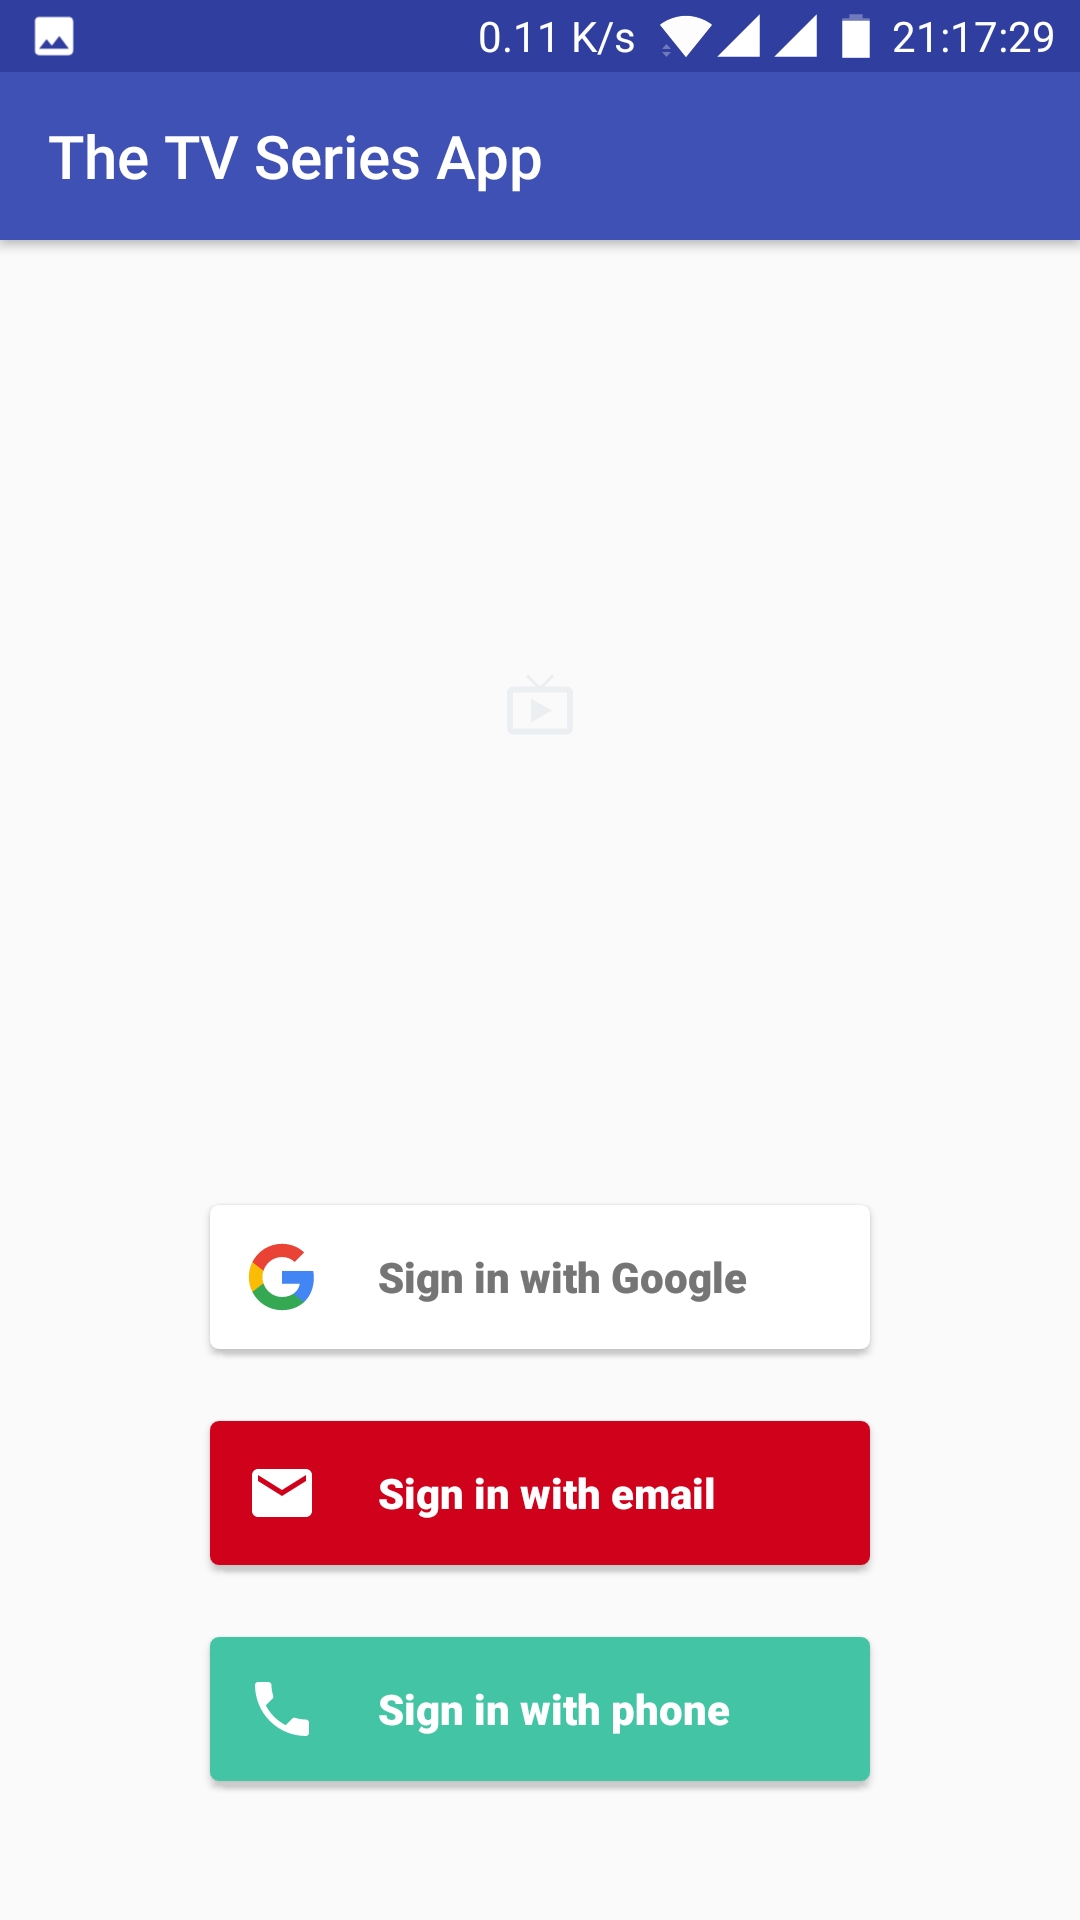 0.11 K/s 21:17:29
The TV Series App
Sign in with Google
Sign in with email
Sign in with phone